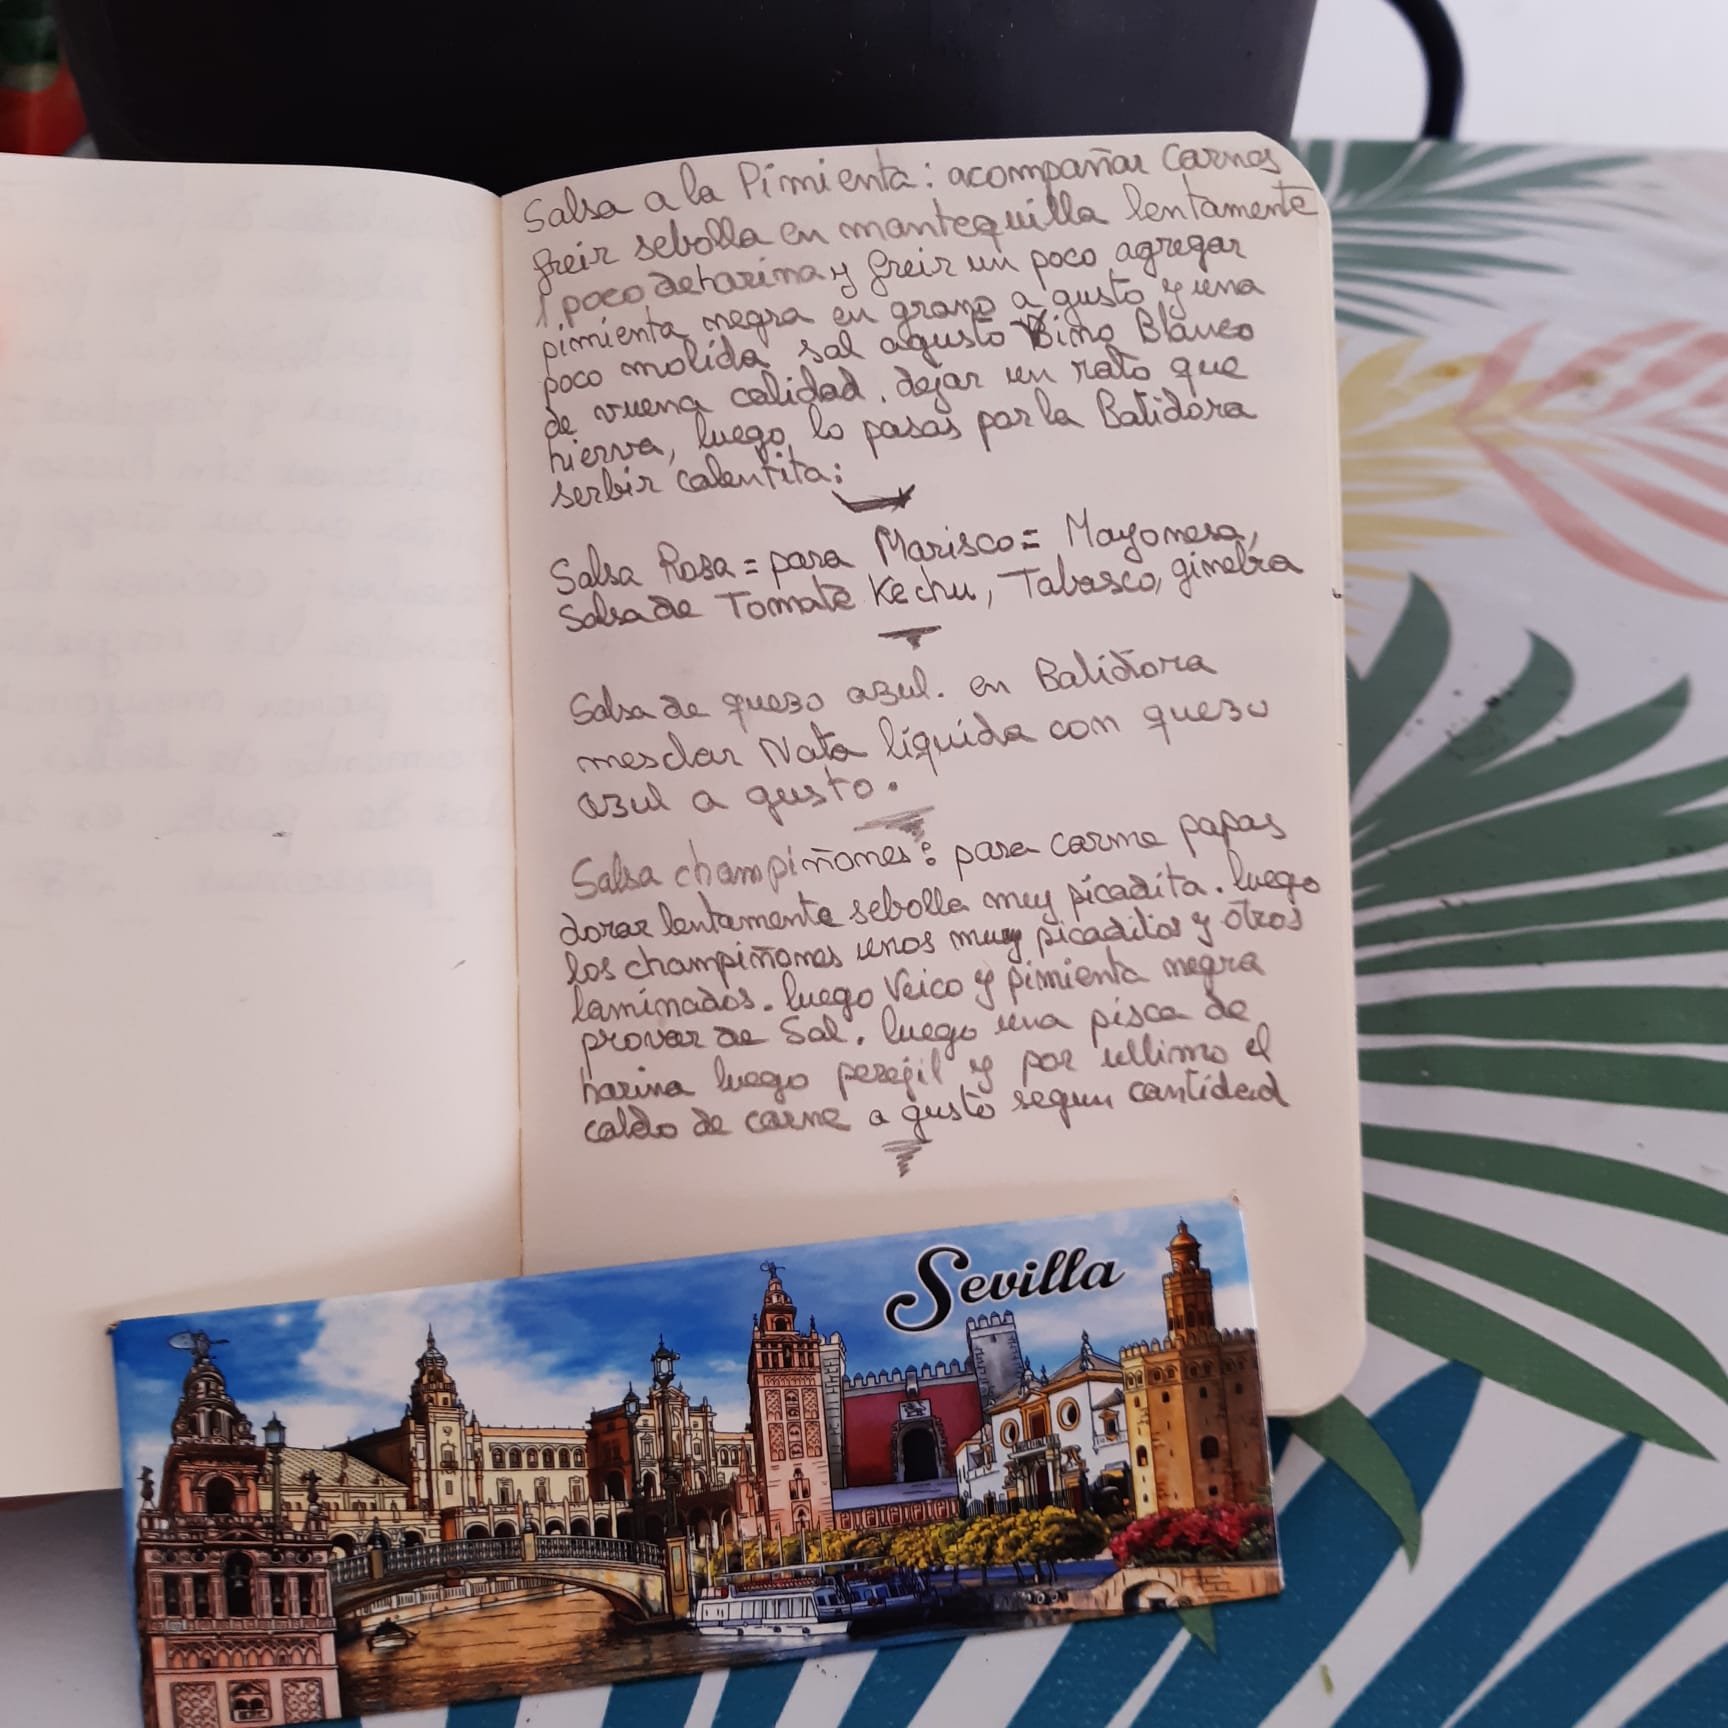 Salsa a la Pimienta: acompañar Carnes
freir sebolla en mantequilla lentamente
1 poco de harina y freir un poco agregar
pimienta negra en grano a gusto y una
poco molida sal agusto Bino Blanco
de vuena calidad. dejar un rato que
hierva, luego lo pasas por la Batidora
serbir calentita:
Salsa Rosa = para Marisco = Mayonesa,
Salsa de Tomate Kechu, Tabasco, ginebra
Salsa de quezo azul. en Batidora
mesclar Nata líquida con quezo
azul a gusto.
Salsa champiñones: para carne papas
dorar lentamente sebolla muy picadita. luego
los champiñones unos muy picaditos y otros
laminados. luego Veico y pimienta negra
provar de Sal. luego una pisca de
harina luego perejil y por ultimo el
caldo de carne a gusto segun cantidad
Sevilla